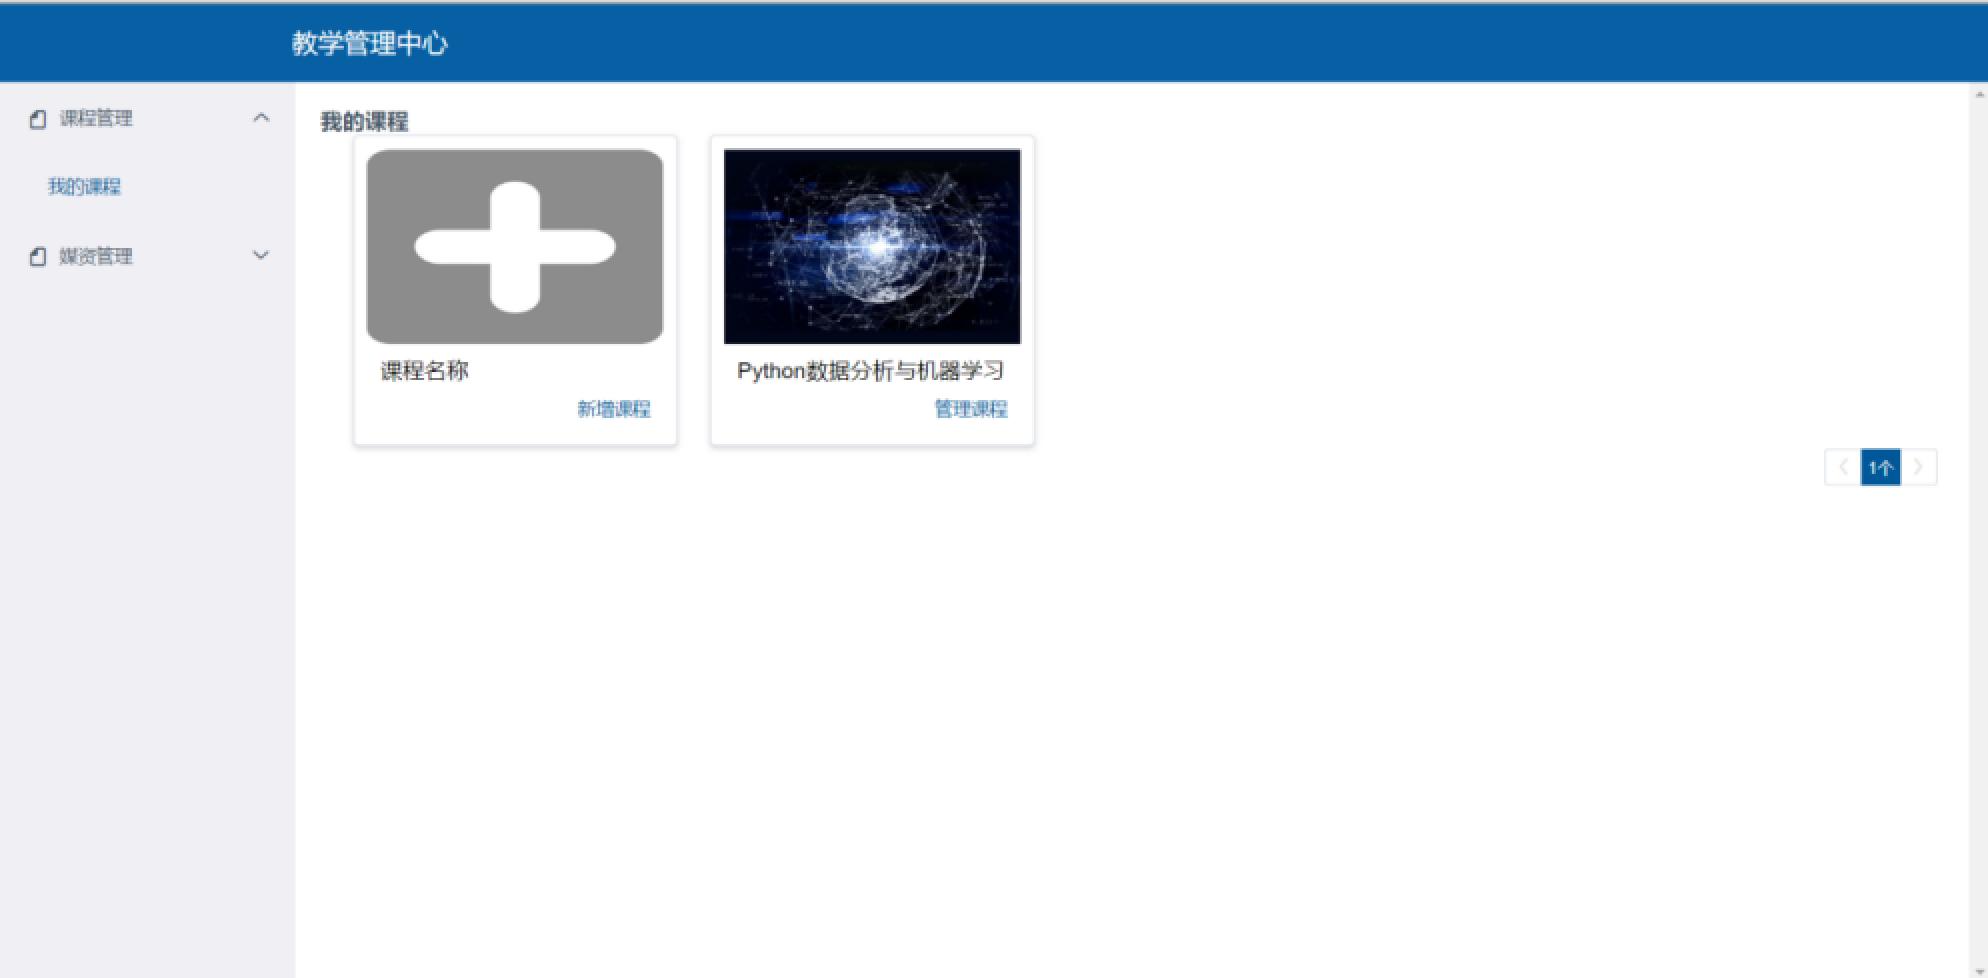 教学管理中心
课程管理
我的课程
媒资管理
我的课程
课程名称
新增课程
Python数据分析与机器学习
管理课程
1个